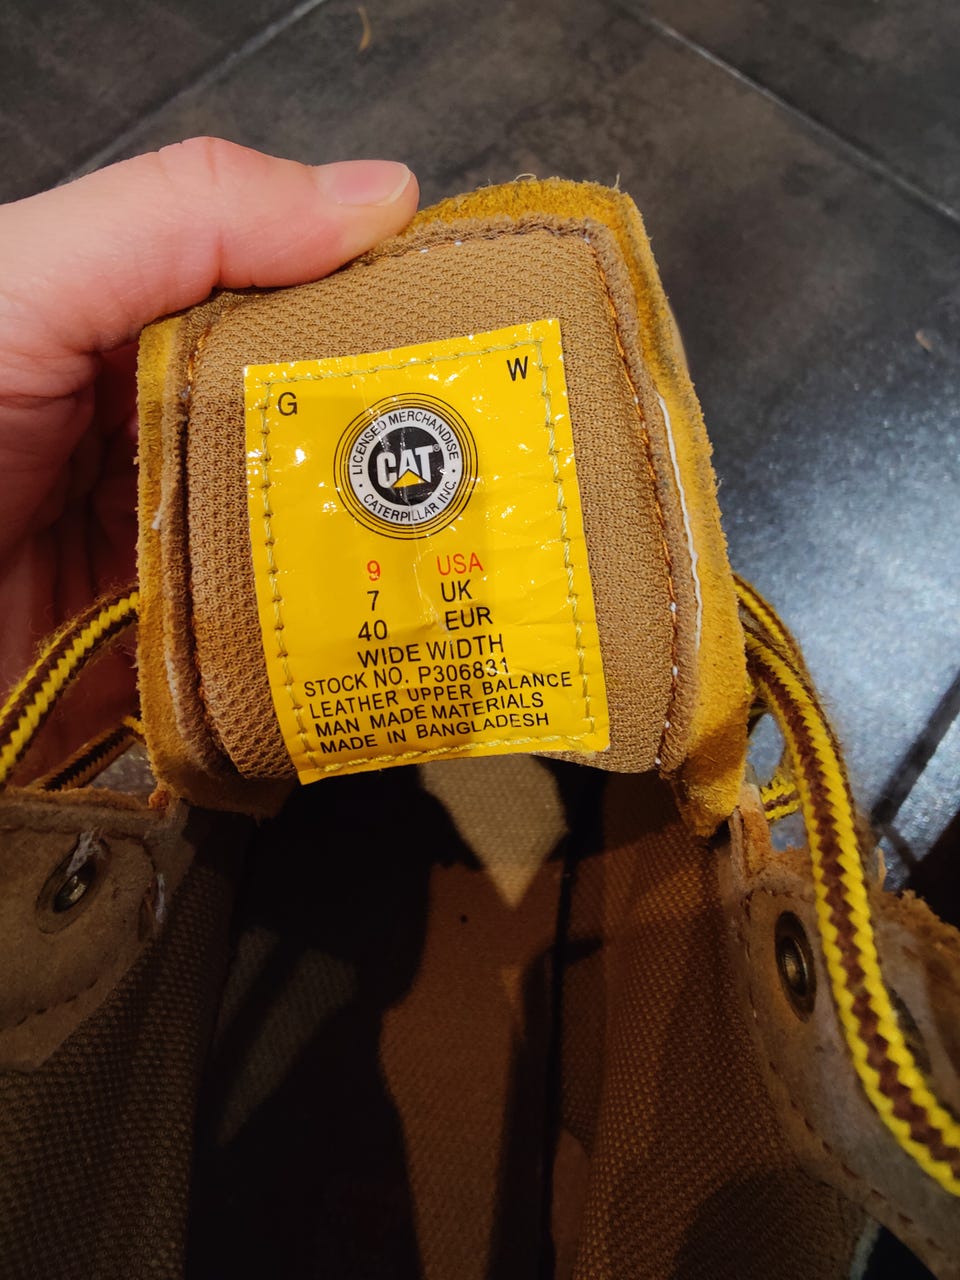 G W
LICENSED MERCHANDISE
CAT®
CATERPILLAR INC.
9 USA
7 UK
40 EUR
WIDE WIDTH
STOCK NO. P306831
LEATHER UPPER BALANCE
MAN MADE MATERIALS
MADE IN BANGLADESH